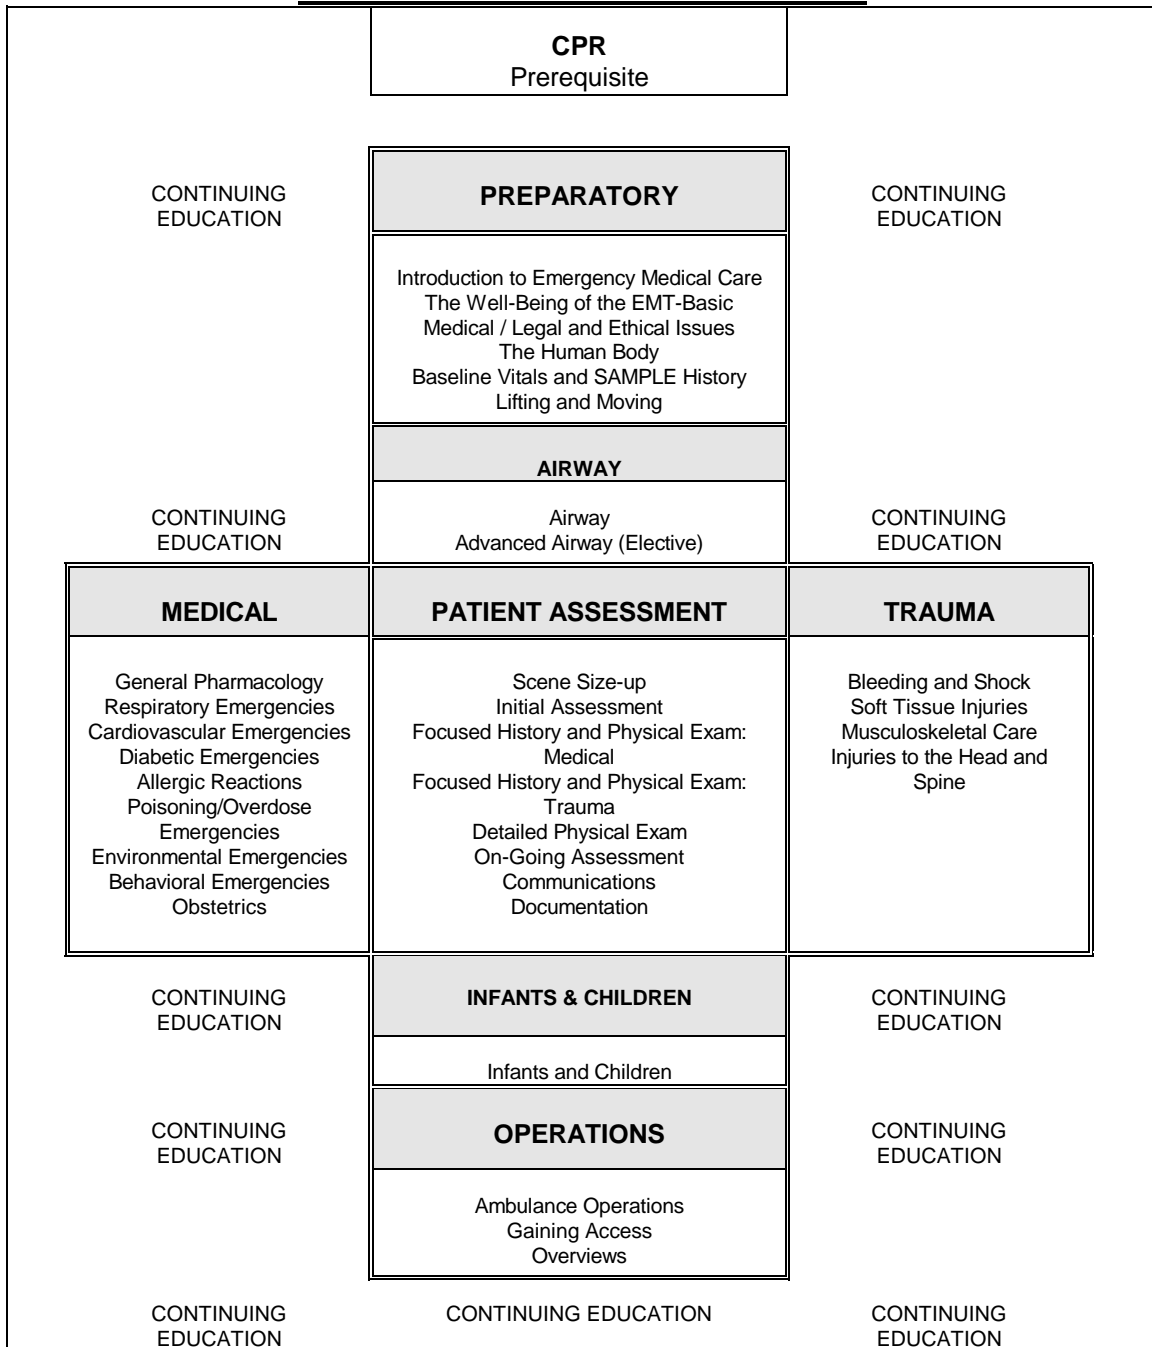 CPR
Prerequisite
CONTINUING
EDUCATION
PREPARATORY
CONTINUING
EDUCATION
Introduction to Emergency Medical Care
The Well-Being of the EMT-Basic
Medical / Legal and Ethical Issues
The Human Body
Baseline Vitals and SAMPLE History
Lifting and Moving
AIRWAY
CONTINUING
EDUCATION
Airway
Advanced Airway (Elective)
CONTINUING
EDUCATION
MEDICAL
General Pharmacology
Respiratory Emergencies
Cardiovascular Emergencies
Diabetic Emergencies
Allergic Reactions
Poisoning/Overdose
Emergencies
Environmental Emergencies
Behavioral Emergencies
Obstetrics
PATIENT ASSESSMENT
Scene Size-up
Initial Assessment
Focused History and Physical Exam:
Medical
Focused History and Physical Exam:
Trauma
Detailed Physical Exam
On-Going Assessment
Communications
Documentation
TRAUMA
Bleeding and Shock
Soft Tissue Injuries
Musculoskeletal Care
Injuries to the Head and
Spine
CONTINUING
EDUCATION
INFANTS & CHILDREN
CONTINUING
EDUCATION
Infants and Children
CONTINUING
EDUCATION
OPERATIONS
CONTINUING
EDUCATION
Ambulance Operations
Gaining Access
Overviews
CONTINUING
EDUCATION
CONTINUING EDUCATION
CONTINUING
EDUCATION